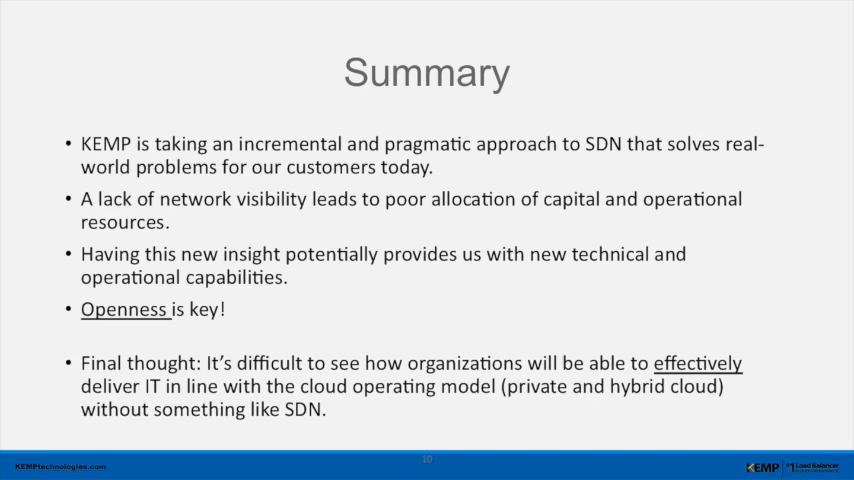 Summary
• KEMP is taking an incremental and pragmatic approach to SDN that solves real-
world problems for our customers today.
• A lack of network visibility leads to poor allocation of capital and operational
resources.
• Having this new insight potentially provides us with new technical and
operational capabilities.
• Openness is key!
• Final thought: It’s difficult to see how organizations will be able to effectively
deliver IT in line with the cloud operating model (private and hybrid cloud)
without something like SDN.
KEMPtechnologies.com
10
KEMP #1 Load Balancer